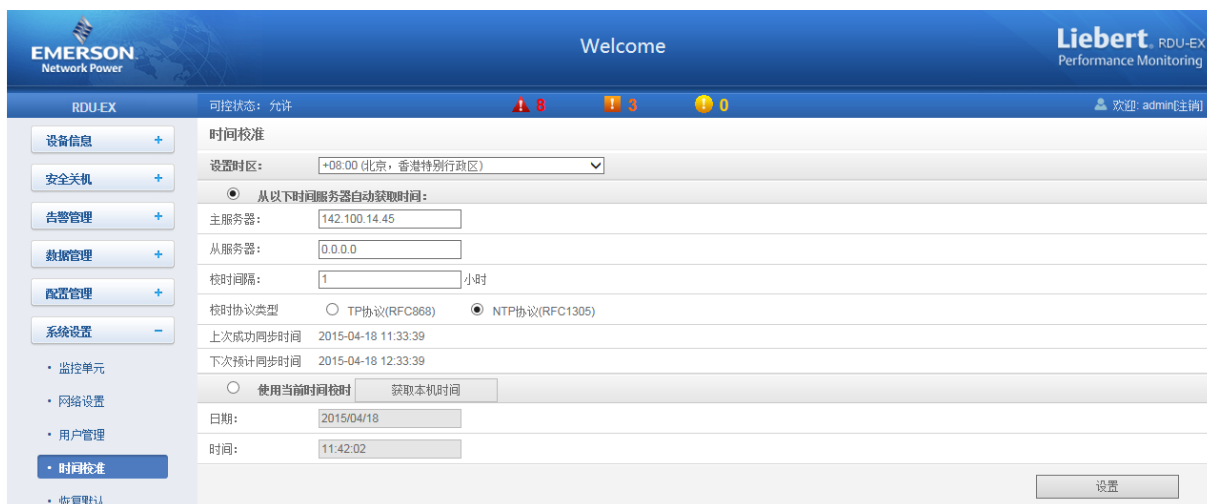 EMERSON
Network Power
Welcome
Liebert® RDU-EX
Performance Monitoring
RDU-EX
可控状态：允许
8
3
0
欢迎: admin[注销]
设备信息 +
安全关机 +
告警管理 +
数据管理 +
配置管理 +
系统设置 −
• 监控单元
• 网络设置
• 用户管理
• 时间校准
• 恢复默认
时间校准
设置时区： +08:00 (北京，香港特别行政区)
从以下时间服务器自动获取时间：
主服务器： 142.100.14.45
从服务器： 0.0.0.0
校时间隔： 1 小时
校时协议类型 TP协议(RFC868) NTP协议(RFC1305)
上次成功同步时间 2015-04-18 11:33:39
下次预计同步时间 2015-04-18 12:33:39
使用当前时间校时 获取本机时间
日期： 2015/04/18
时间： 11:42:02
设置